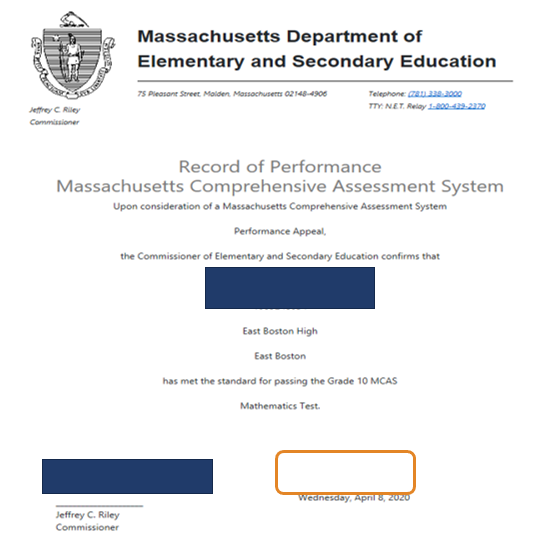 Massachusetts Department of
Elementary and Secondary Education
75 Pleasant Street, Malden, Massachusetts 02148-4906
Telephone: (781) 338-3000
TTY: N.E.T. Relay 1-800-439-2370
Jeffrey C. Riley
Commissioner
Record of Performance
Massachusetts Comprehensive Assessment System
Upon consideration of a Massachusetts Comprehensive Assessment System
Performance Appeal,
the Commissioner of Elementary and Secondary Education confirms that
East Boston High
East Boston
has met the standard for passing the Grade 10 MCAS
Mathematics Test.
Wednesday, April 8, 2020
Jeffrey C. Riley
Commissioner